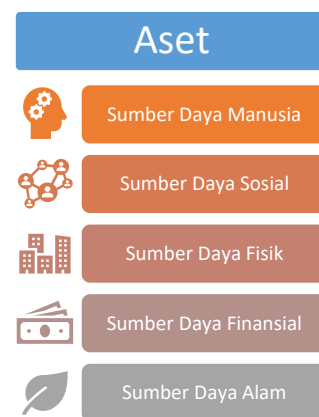 Aset
Sumber Daya Manusia
Sumber Daya Sosial
Sumber Daya Fisik
Sumber Daya Finansial
Sumber Daya Alam